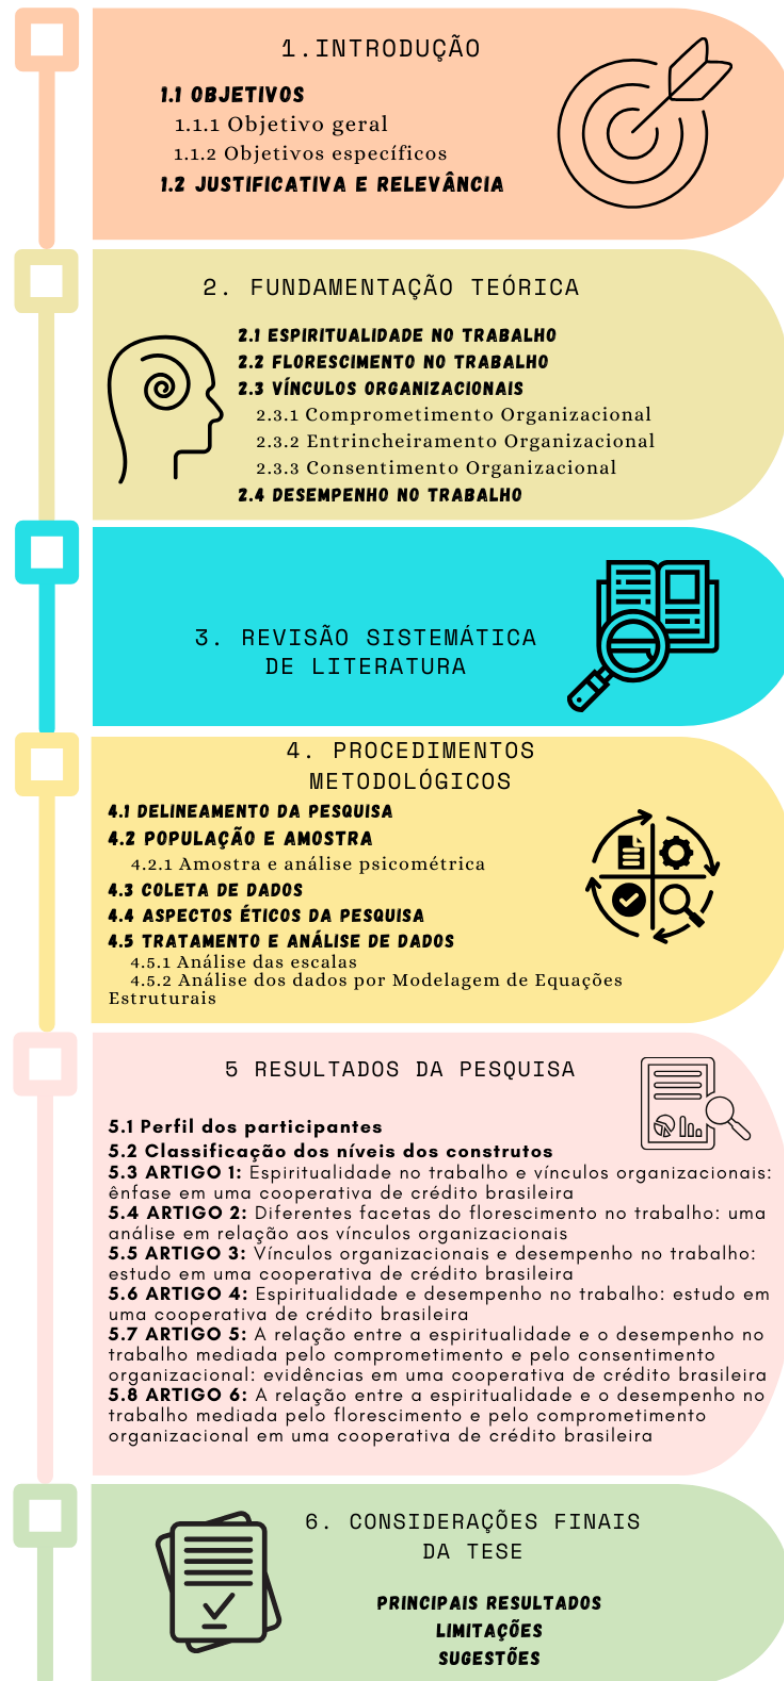 1.INTRODUÇÃO
1.1 OBJETIVOS
1.1.1 Objetivo geral
1.1.2 Objetivos específicos
1.2 JUSTIFICATIVA E RELEVÂNCIA
2. FUNDAMENTAÇÃO TEÓRICA
2.1 ESPIRITUALIDADE NO TRABALHO
2.2 FLORESCIMENTO NO TRABALHO
2.3 VÍNCULOS ORGANIZACIONAIS
2.3.1 Comprometimento Organizacional
2.3.2 Entrincheiramento Organizacional
2.3.3 Consentimento Organizacional
2.4 DESEMPENHO NO TRABALHO
3. REVISÃO SISTEMÁTICA
DE LITERATURA
4. PROCEDIMENTOS
METODOLÓGICOS
4.1 DELINEAMENTO DA PESQUISA
4.2 POPULAÇÃO E AMOSTRA
4.2.1 Amostra e análise psicométrica
4.3 COLETA DE DADOS
4.4 ASPECTOS ÉTICOS DA PESQUISA
4.5 TRATAMENTO E ANÁLISE DE DADOS
4.5.1 Análise das escalas
4.5.2 Análise dos dados por Modelagem de Equações
Estruturais
5 RESULTADOS DA PESQUISA
5.1 Perfil dos participantes
5.2 Classificação dos níveis dos construtos
5.3 ARTIGO 1: Espiritualidade no trabalho e vínculos organizacionais:
ênfase em uma cooperativa de crédito brasileira
5.4 ARTIGO 2: Diferentes facetas do florescimento no trabalho: uma
análise em relação aos vínculos organizacionais
5.5 ARTIGO 3: Vínculos organizacionais e desempenho no trabalho:
estudo em uma cooperativa de crédito brasileira
5.6 ARTIGO 4: Espiritualidade e desempenho no trabalho: estudo em
uma cooperativa de crédito brasileira
5.7 ARTIGO 5: A relação entre a espiritualidade e o desempenho no
trabalho mediada pelo comprometimento e pelo consentimento
organizacional: evidências em uma cooperativa de crédito brasileira
5.8 ARTIGO 6: A relação entre a espiritualidade e o desempenho no
trabalho mediada pelo florescimento e pelo comprometimento
organizacional em uma cooperativa de crédito brasileira
6. CONSIDERAÇÕES FINAIS
DA TESE
PRINCIPAIS RESULTADOS
LIMITAÇÕES
SUGESTÕES